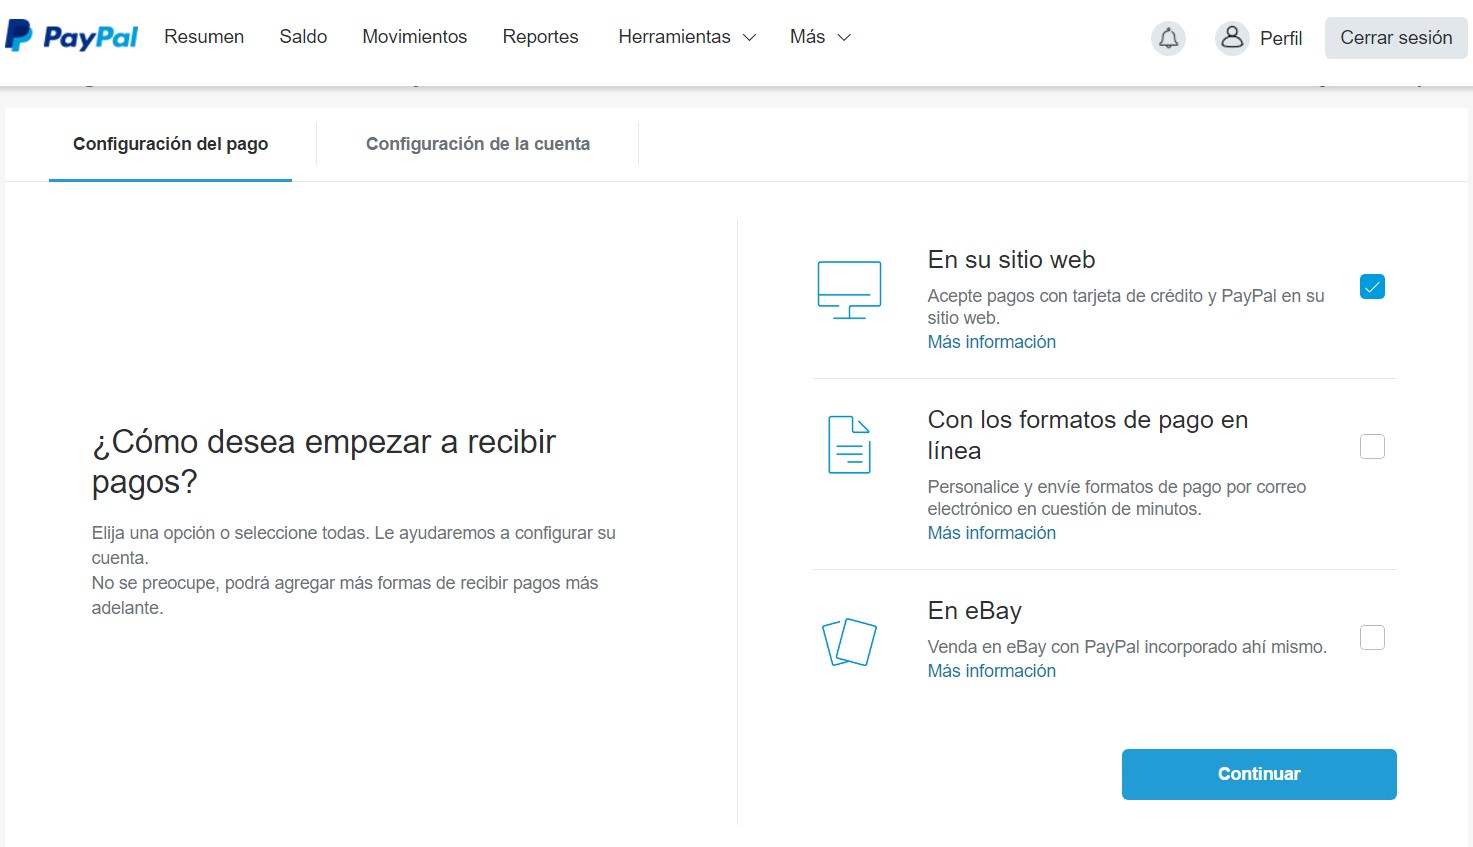 PayPal
Resumen
Saldo
Movimientos
Reportes
Herramientas
Más
Perfil
Cerrar sesión
Configuración del pago
Configuración de la cuenta
¿Cómo desea empezar a recibir
pagos?
Elija una opción o seleccione todas. Le ayudaremos a configurar su
cuenta.
No se preocupe, podrá agregar más formas de recibir pagos más
adelante.
En su sitio web
Acepte pagos con tarjeta de crédito y PayPal en su
sitio web.
Más información
Con los formatos de pago en
línea
Personalice y envíe formatos de pago por correo
electrónico en cuestión de minutos.
Más información
En eBay
Venda en eBay con PayPal incorporado ahí mismo.
Más información
Continuar